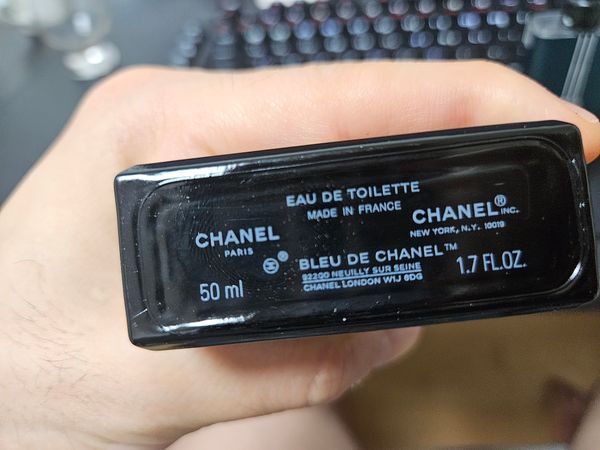 EAU DE TOILETTE
MADE IN FRANCE
CHANEL
PARIS
CHANEL® INC.
NEW YORK, N.Y. 10019
BLEU DE CHANEL™
92200 NEUILLY SUR SEINE
CHANEL LONDON W1J 6DG
50 ml
1.7 FL.OZ.